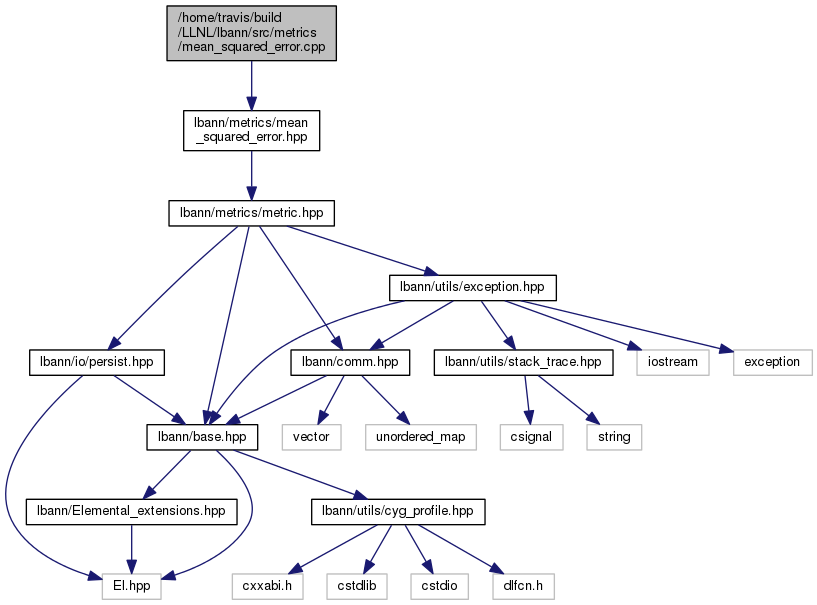 /home/travis/build
/LLNL/lbann/src/metrics
/mean_squared_error.cpp
lbann/metrics/mean
_squared_error.hpp
lbann/metrics/metric.hpp
lbann/utils/exception.hpp
lbann/io/persist.hpp
lbann/comm.hpp
lbann/utils/stack_trace.hpp
iostream
exception
lbann/base.hpp
vector
unordered_map
csignal
string
lbann/Elemental_extensions.hpp
lbann/utils/cyg_profile.hpp
El.hpp
cxxabi.h
cstdlib
cstdio
dlfcn.h